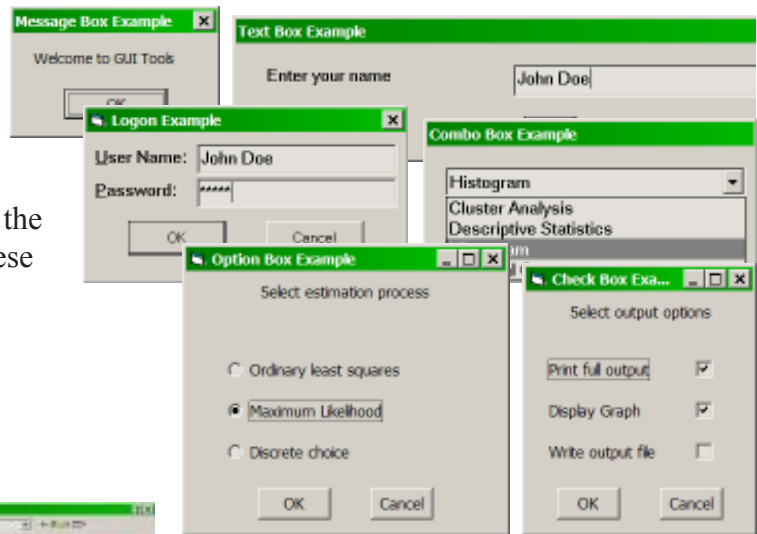 Message Box Example
Welcome to GUI Tools
OK
Text Box Example
Enter your name
John Doe
Logon Example
User Name:
John Doe
Password:
*****
OK
Cancel
Combo Box Example
Histogram
Cluster Analysis
Descriptive Statistics
the
ese
Option Box Example
Select estimation process
Ordinary least squares
Maximum Likelihood
Discrete choice
OK
Cancel
Check Box Exa...
Select output options
Print full output
Display Graph
Write output file
OK
Cancel